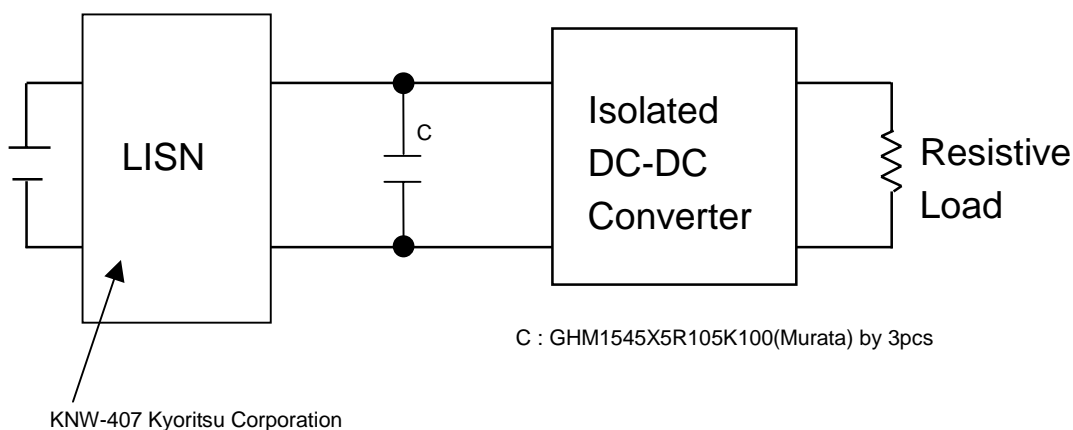 LISN
C
Isolated
DC-DC
Converter
Resistive
Load
C : GHM1545X5R105K100(Murata) by 3pcs
KNW-407 Kyoritsu Corporation